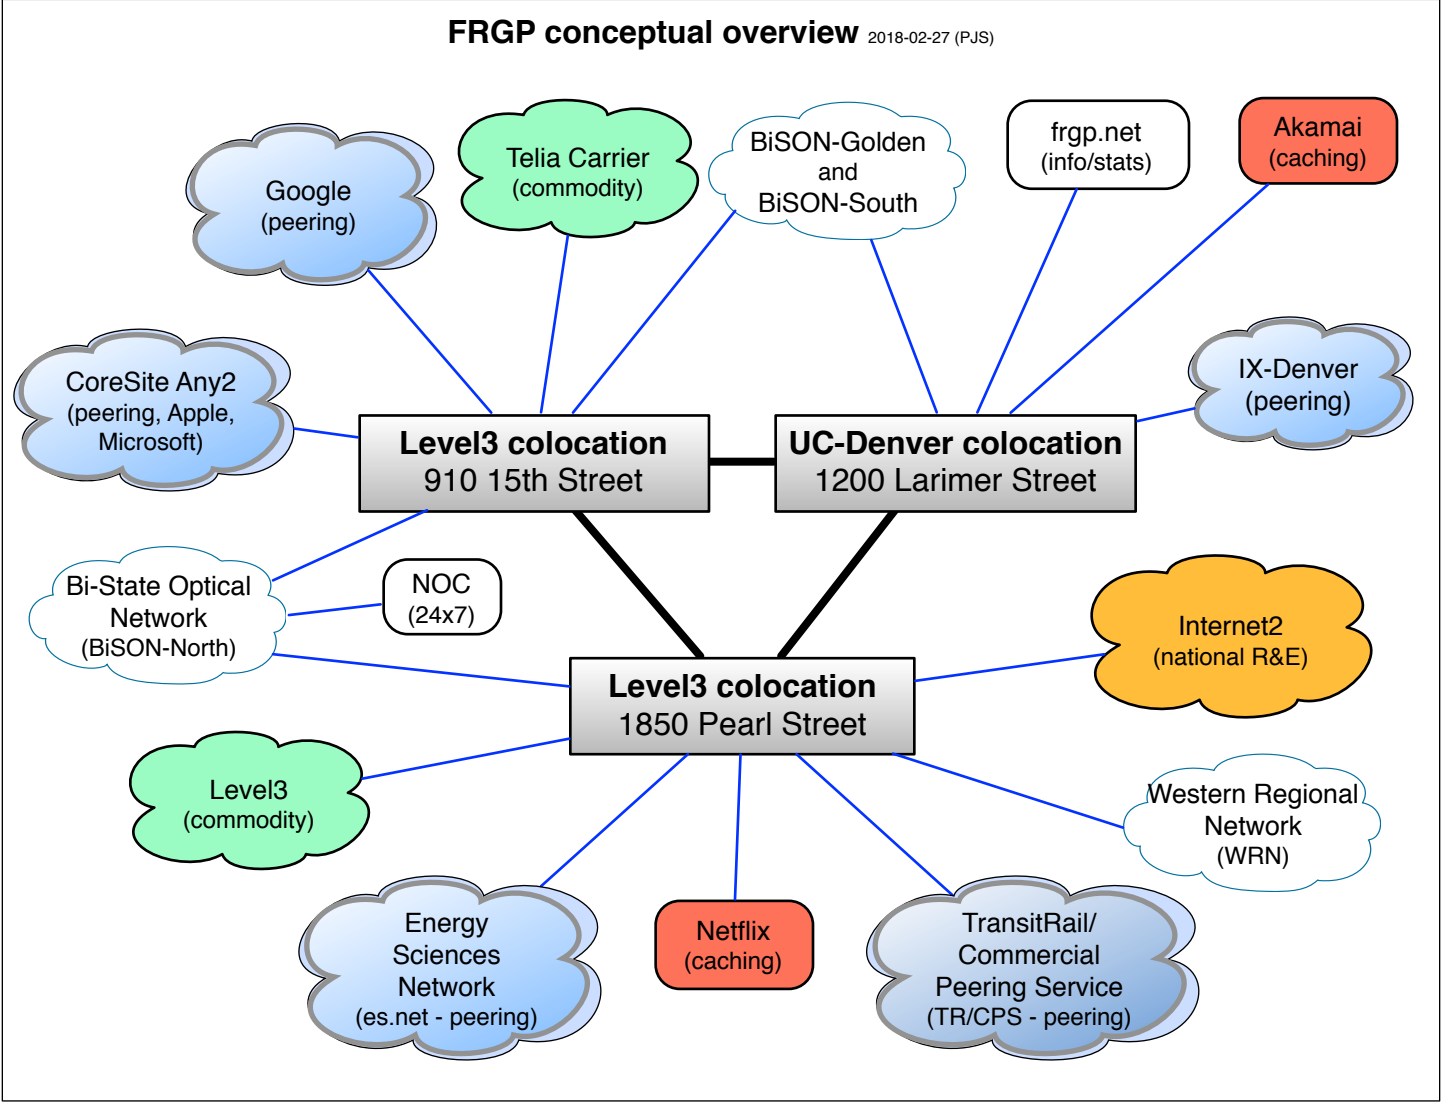 FRGP conceptual overview 2018-02-27 (PJS)
Google
(peering)
Telia Carrier
(commodity)
BiSON-Golden
and
BiSON-South
frgp.net
(info/stats)
Akamai
(caching)
CoreSite Any2
(peering, Apple,
Microsoft)
IX-Denver
(peering)
Level3 colocation
910 15th Street
UC-Denver colocation
1200 Larimer Street
Bi-State Optical
Network
(BiSON-North)
NOC
(24x7)
Internet2
(national R&E)
Level3 colocation
1850 Pearl Street
Level3
(commodity)
Western Regional
Network
(WRN)
Energy
Sciences
Network
(es.net - peering)
Netflix
(caching)
TransitRail/
Commercial
Peering Service
(TR/CPS - peering)